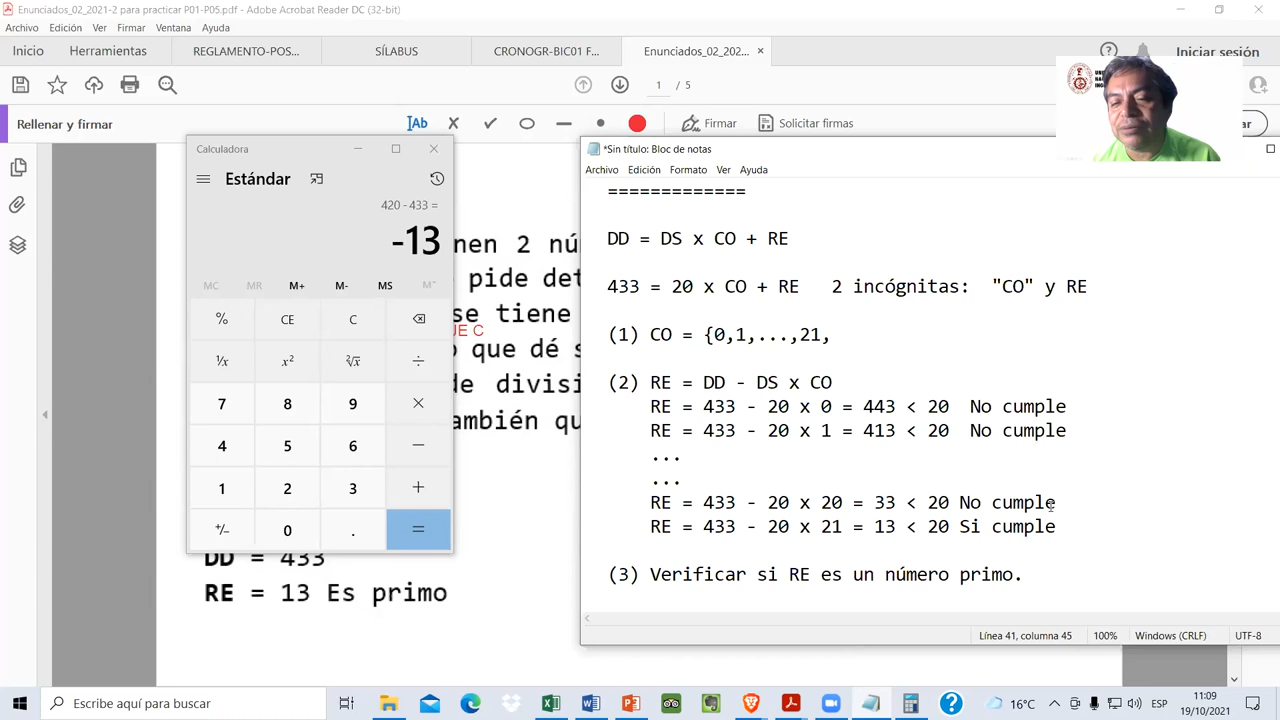 Enunciados_02_2021-2 para practicar P01-P05.pdf - Adobe Acrobat Reader DC (32-bit)
Archivo Edición Ver Firmar Ventana Ayuda
Inicio Herramientas REGLAMENTO-POS... SÍLABUS CRONOGR-BIC01 F... Enunciados_02_202... × Iniciar sesión
1 / 5
Rellenar y firmar Ab Firmar Solicitar firmas ar
Calculadora
Estándar
420 - 433 =
-13
MC MR M+ M- MS M˅
% CE C
¹/x x² ²√x ÷
7 8 9 ×
4 5 6 −
1 2 3 +
+/− 0 . =
nen 2 nú
pide det
se tiene
UE C
o que dé s
de divisi
ambién qu
DD = 433
RE = 13 Es primo
*Sin título: Bloc de notas
Archivo Edición Formato Ver Ayuda
=============
DD = DS x CO + RE
433 = 20 x CO + RE 2 incógnitas: "CO" y RE
(1) CO = {0,1,...,21,
(2) RE = DD - DS x CO
RE = 433 - 20 x 0 = 443 < 20 No cumple
RE = 433 - 20 x 1 = 413 < 20 No cumple
...
...
RE = 433 - 20 x 20 = 33 < 20 No cumple
RE = 433 - 20 x 21 = 13 < 20 Si cumple
(3) Verificar si RE es un número primo.
Línea 41, columna 45 100% Windows (CRLF) UTF-8
Escribe aquí para buscar
16°C ESP 11:09
19/10/2021